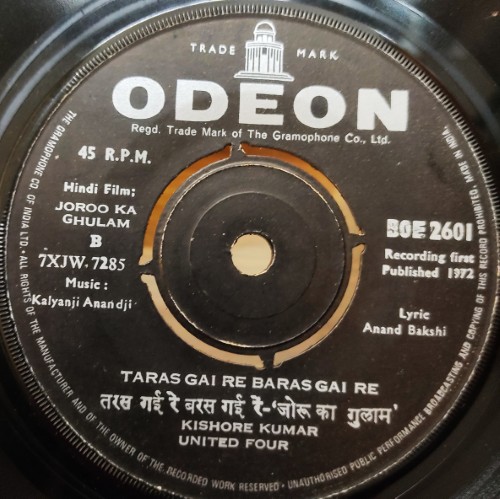 TRADE MARK
ODEON
Regd. Trade Mark of The Gramophone Co., Ltd.
45 R.P.M.
Hindi Film:
JOROO KA
GHULAM
B
7XJW.7285
Music :
Kalyanji Anandji
BOE 2601
Recording first
Published 1972
Lyric
Anand Bakshi
TARAS GAI RE BARAS GAI RE
तरस गई रे बरस गई रे-'जोरू का गुलाम'
KISHORE KUMAR
UNITED FOUR
THE GRAMOPHONE CO. OF INDIA LTD. · ALL RIGHTS OF THE MANUFACTURER AND OF THE OWNER OF THE RECORDED WORK RESERVED · UNAUTHORISED PUBLIC PERFORMANCE BROADCASTING AND COPYING OF THIS RECORD PROHIBITED. MADE IN INDIA.